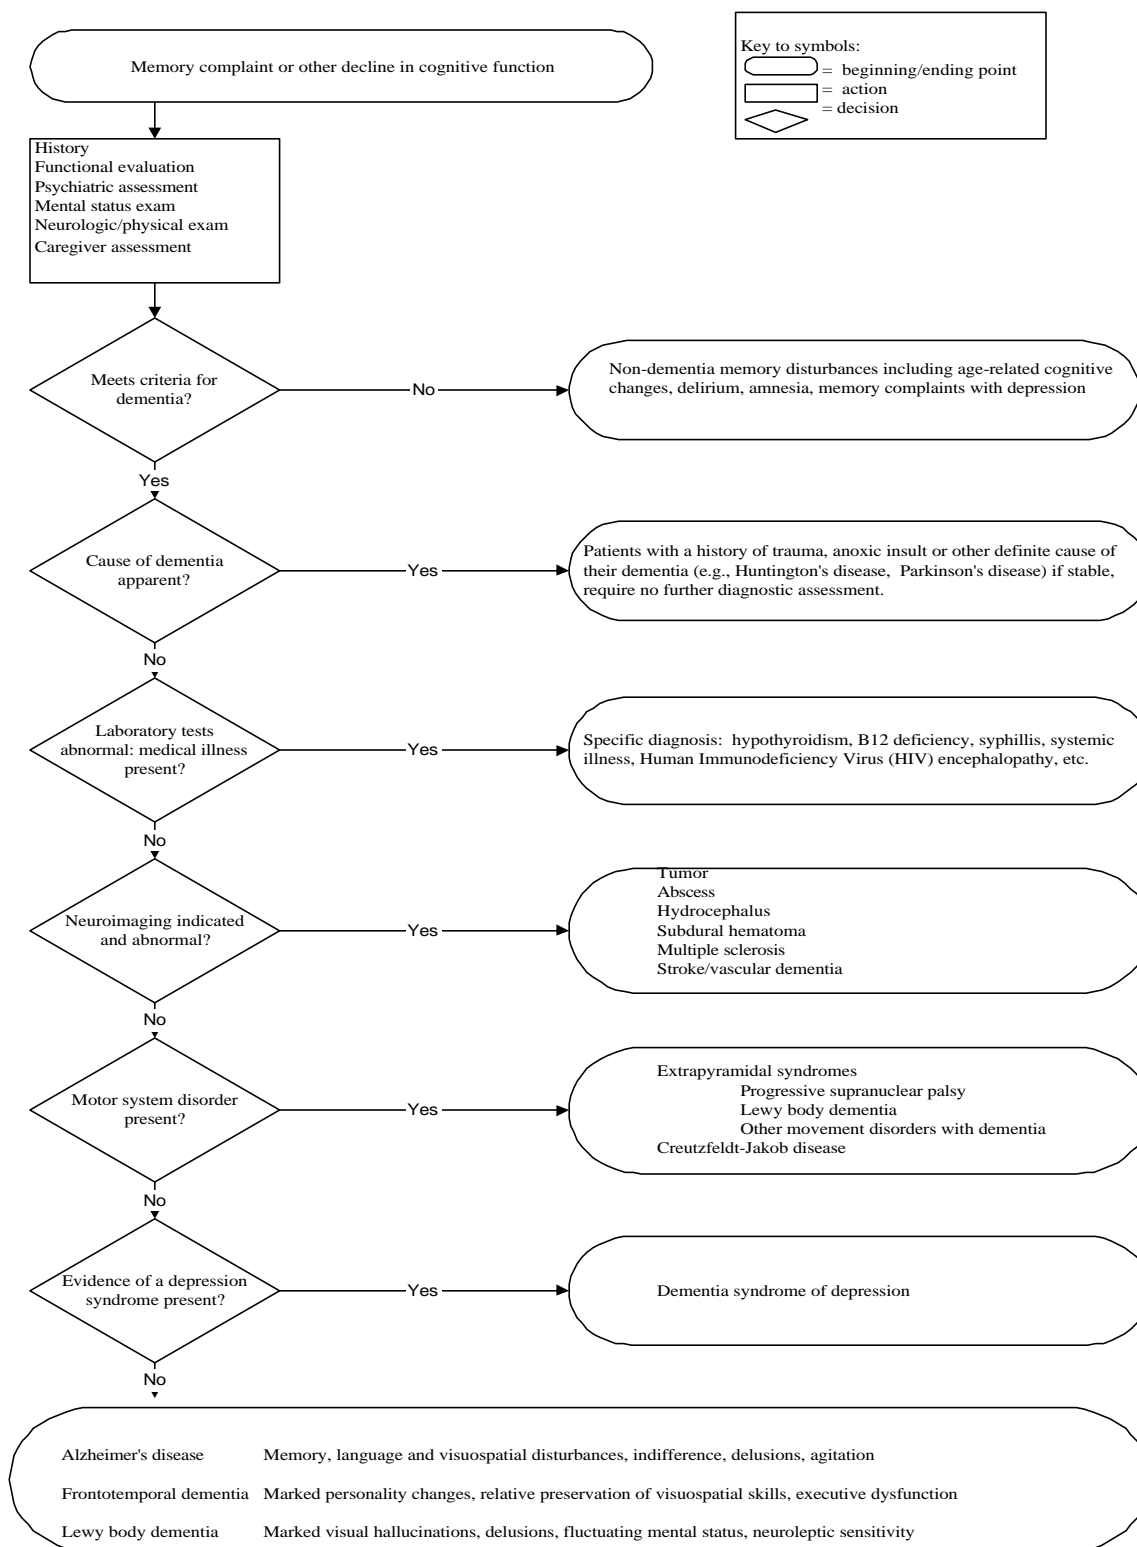 Memory complaint or other decline in cognitive function
Key to symbols:
= beginning/ending point
= action
= decision
History
Functional evaluation
Psychiatric assessment
Mental status exam
Neurologic/physical exam
Caregiver assessment
Meets criteria for
dementia?
No
Non-dementia memory disturbances including age-related cognitive
changes, delirium, amnesia, memory complaints with depression
Yes
Cause of dementia
apparent?
Yes
Patients with a history of trauma, anoxic insult or other definite cause of
their dementia (e.g., Huntington's disease, Parkinson's disease) if stable,
require no further diagnostic assessment.
No
Laboratory tests
abnormal: medical illness
present?
Yes
Specific diagnosis: hypothyroidism, B12 deficiency, syphillis, systemic
illness, Human Immunodeficiency Virus (HIV) encephalopathy, etc.
No
Neuroimaging indicated
and abnormal?
Yes
Tumor
Abscess
Hydrocephalus
Subdural hematoma
Multiple sclerosis
Stroke/vascular dementia
No
Motor system disorder
present?
Yes
Extrapyramidal syndromes
Progressive supranuclear palsy
Lewy body dementia
Other movement disorders with dementia
Creutzfeldt-Jakob disease
No
Evidence of a depression
syndrome present?
Yes
Dementia syndrome of depression
No
Alzheimer's disease Memory, language and visuospatial disturbances, indifference, delusions, agitation
Frontotemporal dementia Marked personality changes, relative preservation of visuospatial skills, executive dysfunction
Lewy body dementia Marked visual hallucinations, delusions, fluctuating mental status, neuroleptic sensitivity